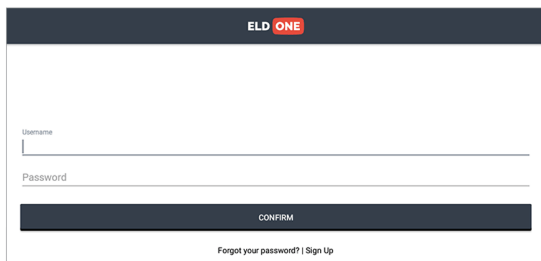 ELD ONE
Username
Password
CONFIRM
Forgot your password? | Sign Up